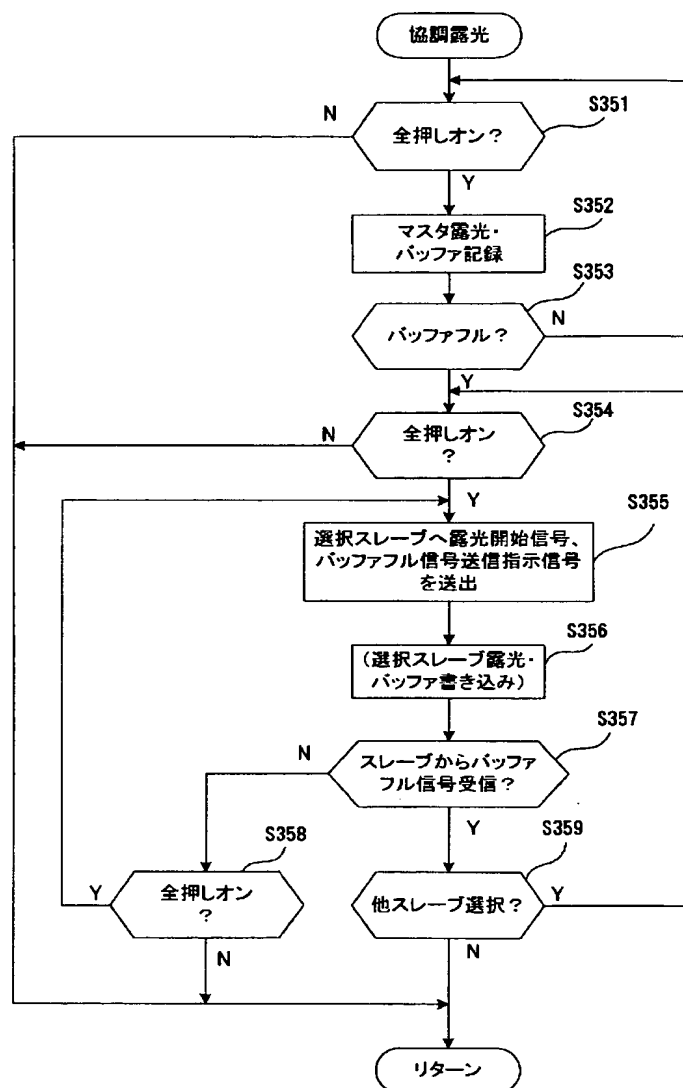 協調露光
S351
N
全押しオン？
Y
S352
マスタ露光・
バッファ記録
S353
バッファフル？
N
Y
S354
N
全押しオン
？
Y
S355
選択スレーブへ露光開始信号、
バッファフル信号送信指示信号
を送出
S356
（選択スレーブ露光・
バッファ書き込み）
S357
N
スレーブからバッファ
フル信号受信？
Y
S358
S359
Y
全押しオン
？
他スレーブ選択？
Y
N
N
リターン